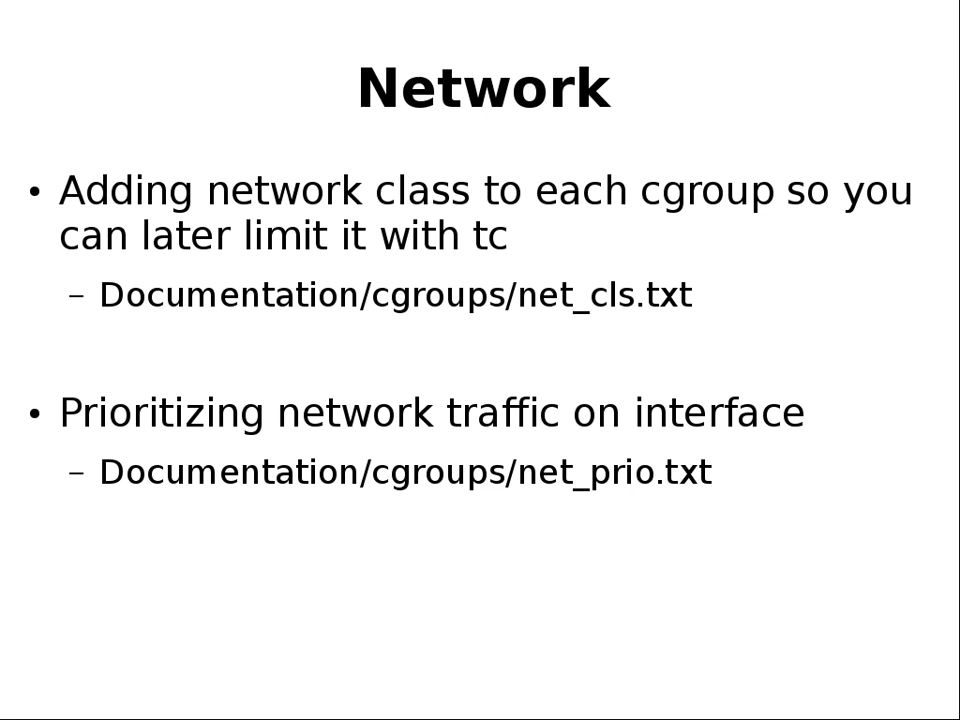 Network
• Adding network class to each cgroup so you
can later limit it with tc
– Documentation/cgroups/net_cls.txt
• Prioritizing network traffic on interface
– Documentation/cgroups/net_prio.txt